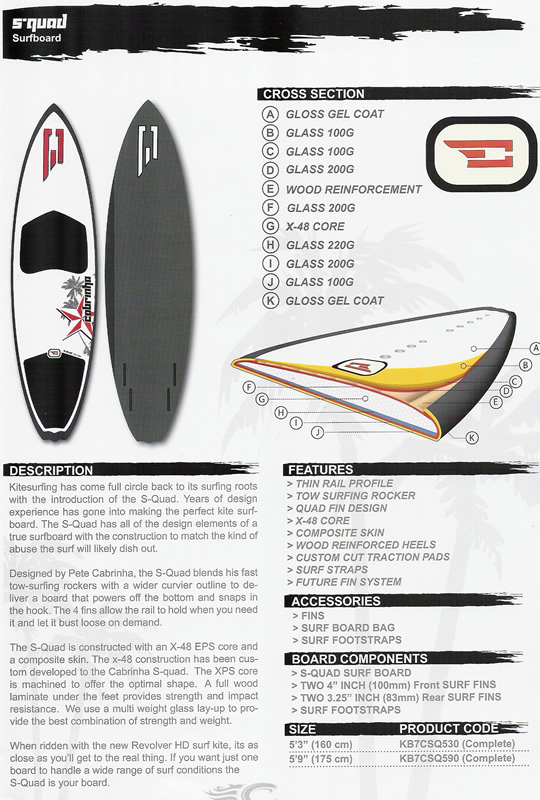 s-quad
Surfboard
CROSS SECTION
A GLOSS GEL COAT
B GLASS 100G
C GLASS 100G
D GLASS 200G
E WOOD REINFORCEMENT
F GLASS 200G
G X-48 CORE
H GLASS 220G
I GLASS 200G
J GLASS 100G
K GLOSS GEL COAT
Cabrinha
A
B
C
D
E
F
G
H
I
J
K
DESCRIPTION
Kitesurfing has come full circle back to its surfing roots
with the introduction of the S-Quad. Years of design
experience has gone into making the perfect kite surf-
board. The S-Quad has all of the design elements of a
true surfboard with the construction to match the kind of
abuse the surf will likely dish out.
Designed by Pete Cabrinha, the S-Quad blends his fast
tow-surfing rockers with a wider curvier outline to de-
liver a board that powers off the bottom and snaps in
the hook. The 4 fins allow the rail to hold when you need
it and let it bust loose on demand.
The S-Quad is constructed with an X-48 EPS core and
a composite skin. The x-48 construction has been cus-
tom developed to the Cabrinha S-quad. The XPS core
is machined to offer the optimal shape. A full wood
laminate under the feet provides strength and impact
resistance. We use a multi weight glass lay-up to pro-
vide the best combination of strength and weight.
When ridden with the new Revolver HD surf kite, its as
close as you'll get to the real thing. If you want just one
board to handle a wide range of surf conditions the
S-Quad is your board.
FEATURES
> THIN RAIL PROFILE
> TOW SURFING ROCKER
> QUAD FIN DESIGN
> X-48 CORE
> COMPOSITE SKIN
> WOOD REINFORCED HEELS
> CUSTOM CUT TRACTION PADS
> SURF STRAPS
> FUTURE FIN SYSTEM
ACCESSORIES
> FINS
> SURF BOARD BAG
> SURF FOOTSTRAPS
BOARD COMPONENTS
> S-QUAD SURF BOARD
> TWO 4" INCH (100mm) Front SURF FINS
> TWO 3.25" INCH (83mm) Rear SURF FINS
> SURF FOOTSTRAPS
SIZE PRODUCT CODE
5'3" (160 cm) KB7CSQ530 (Complete)
5'9" (175 cm) KB7CSQ590 (Complete)